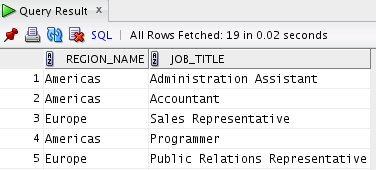 Query Result ×
SQL | All Rows Fetched: 19 in 0.02 seconds
REGION_NAME JOB_TITLE
1 Americas Administration Assistant
2 Americas Accountant
3 Europe Sales Representative
4 Americas Programmer
5 Europe Public Relations Representative